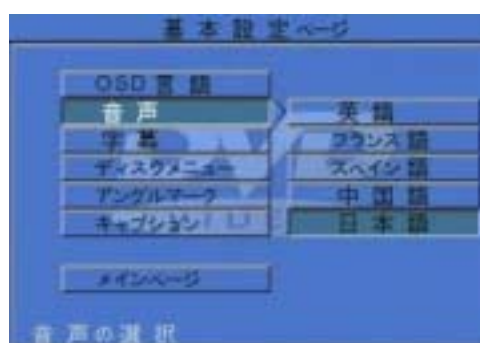 基本設定ページ
OSD言語
音声
字幕
ディスクメニュー
アングルマーク
キャプション
メインページ
英語
フランス語
スペイン語
中国語
日本語
音声の選択